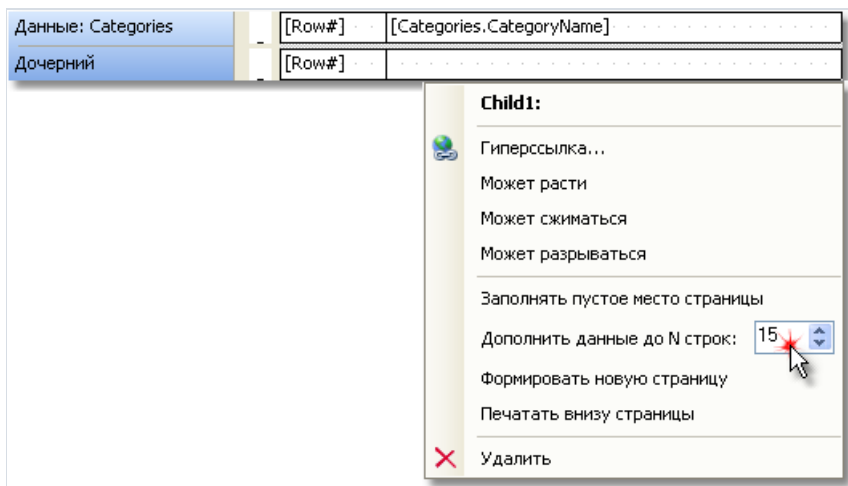 Данные: Categories [Row#] [Categories.CategoryName]
Дочерний [Row#]
Child1:
Гиперссылка...
Может расти
Может сжиматься
Может разрываться
Заполнять пустое место страницы
Дополнить данные до N строк: 15
Формировать новую страницу
Печатать внизу страницы
Удалить